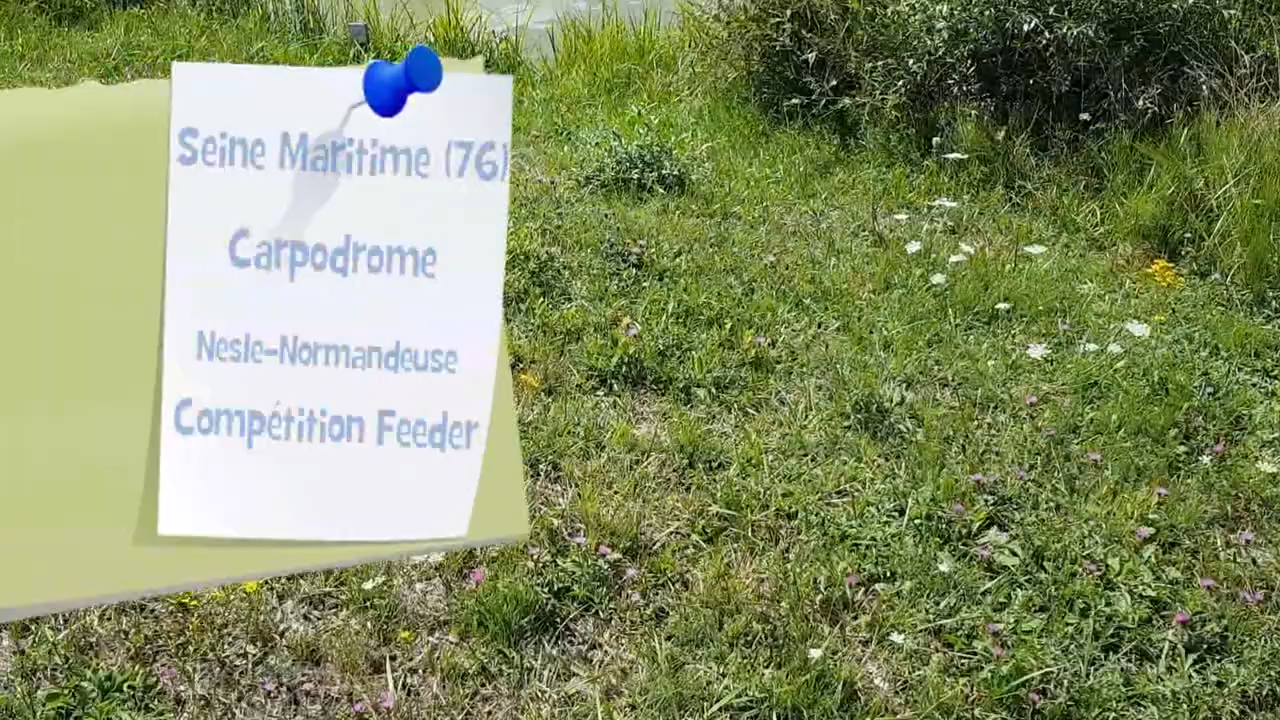 Seine Maritime (76)
Carpodrome
Nesle-Normandeuse
Compétition Feeder